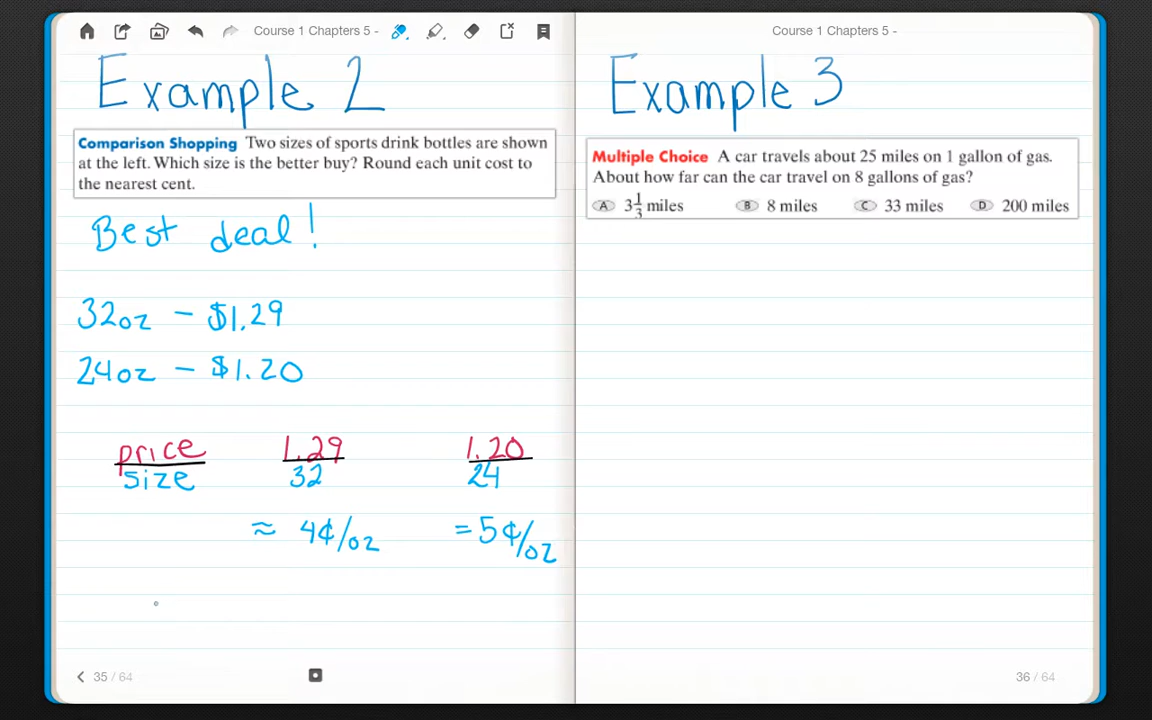 Course 1 Chapters 5 -
Example 2
Comparison Shopping Two sizes of sports drink bottles are shown
at the left. Which size is the better buy? Round each unit cost to
the nearest cent.
Best deal!
32oz - $1.29
24oz - $1.20
price 1.29 1.20
size 32 24
≈ 4¢/oz =5¢/oz
35 / 64
Course 1 Chapters 5 -
Example 3
Multiple Choice A car travels about 25 miles on 1 gallon of gas.
About how far can the car travel on 8 gallons of gas?
A 3 1/3 miles B 8 miles C 33 miles D 200 miles
36 / 64